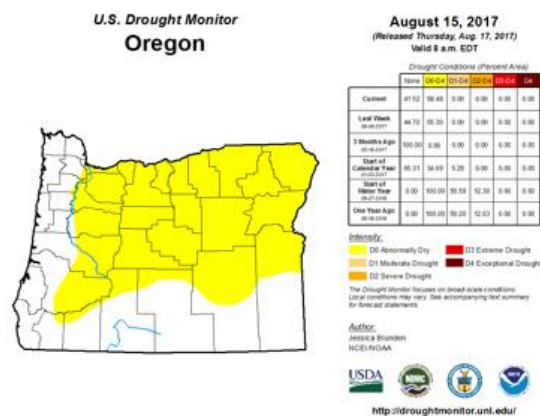 U.S. Drought Monitor
Oregon
August 15, 2017
(Released Thursday, Aug. 17, 2017)
Valid 8 a.m. EDT
Drought Conditions (Percent Area)
None D0-D4 D1-D4 D2-D4 D3-D4 D4
Current 41.52 58.48 0.00 0.00 0.00 0.00
Last Week 44.70 55.30 0.00 0.00 0.00 0.00
3 Months Ago 100.00 0.00 0.00 0.00 0.00 0.00
Start of
Calendar Year 65.31 34.69 5.28 0.00 0.00 0.00
Start of
Water Year 0.00 100.00 12.30 0.00 0.00
One Year Ago 0.00 100.00 12.03 0.00 0.00
Intensity:
D0 Abnormally Dry
D1 Moderate Drought
D2 Severe Drought
D3 Extreme Drought
D4 Exceptional Drought
The Drought Monitor focuses on broad-scale conditions.
Local conditions may vary. See accompanying text summary
for forecast statements.
Author:
Jessica Blunden
NCEI/NOAA
USDA
http://droughtmonitor.unl.edu/